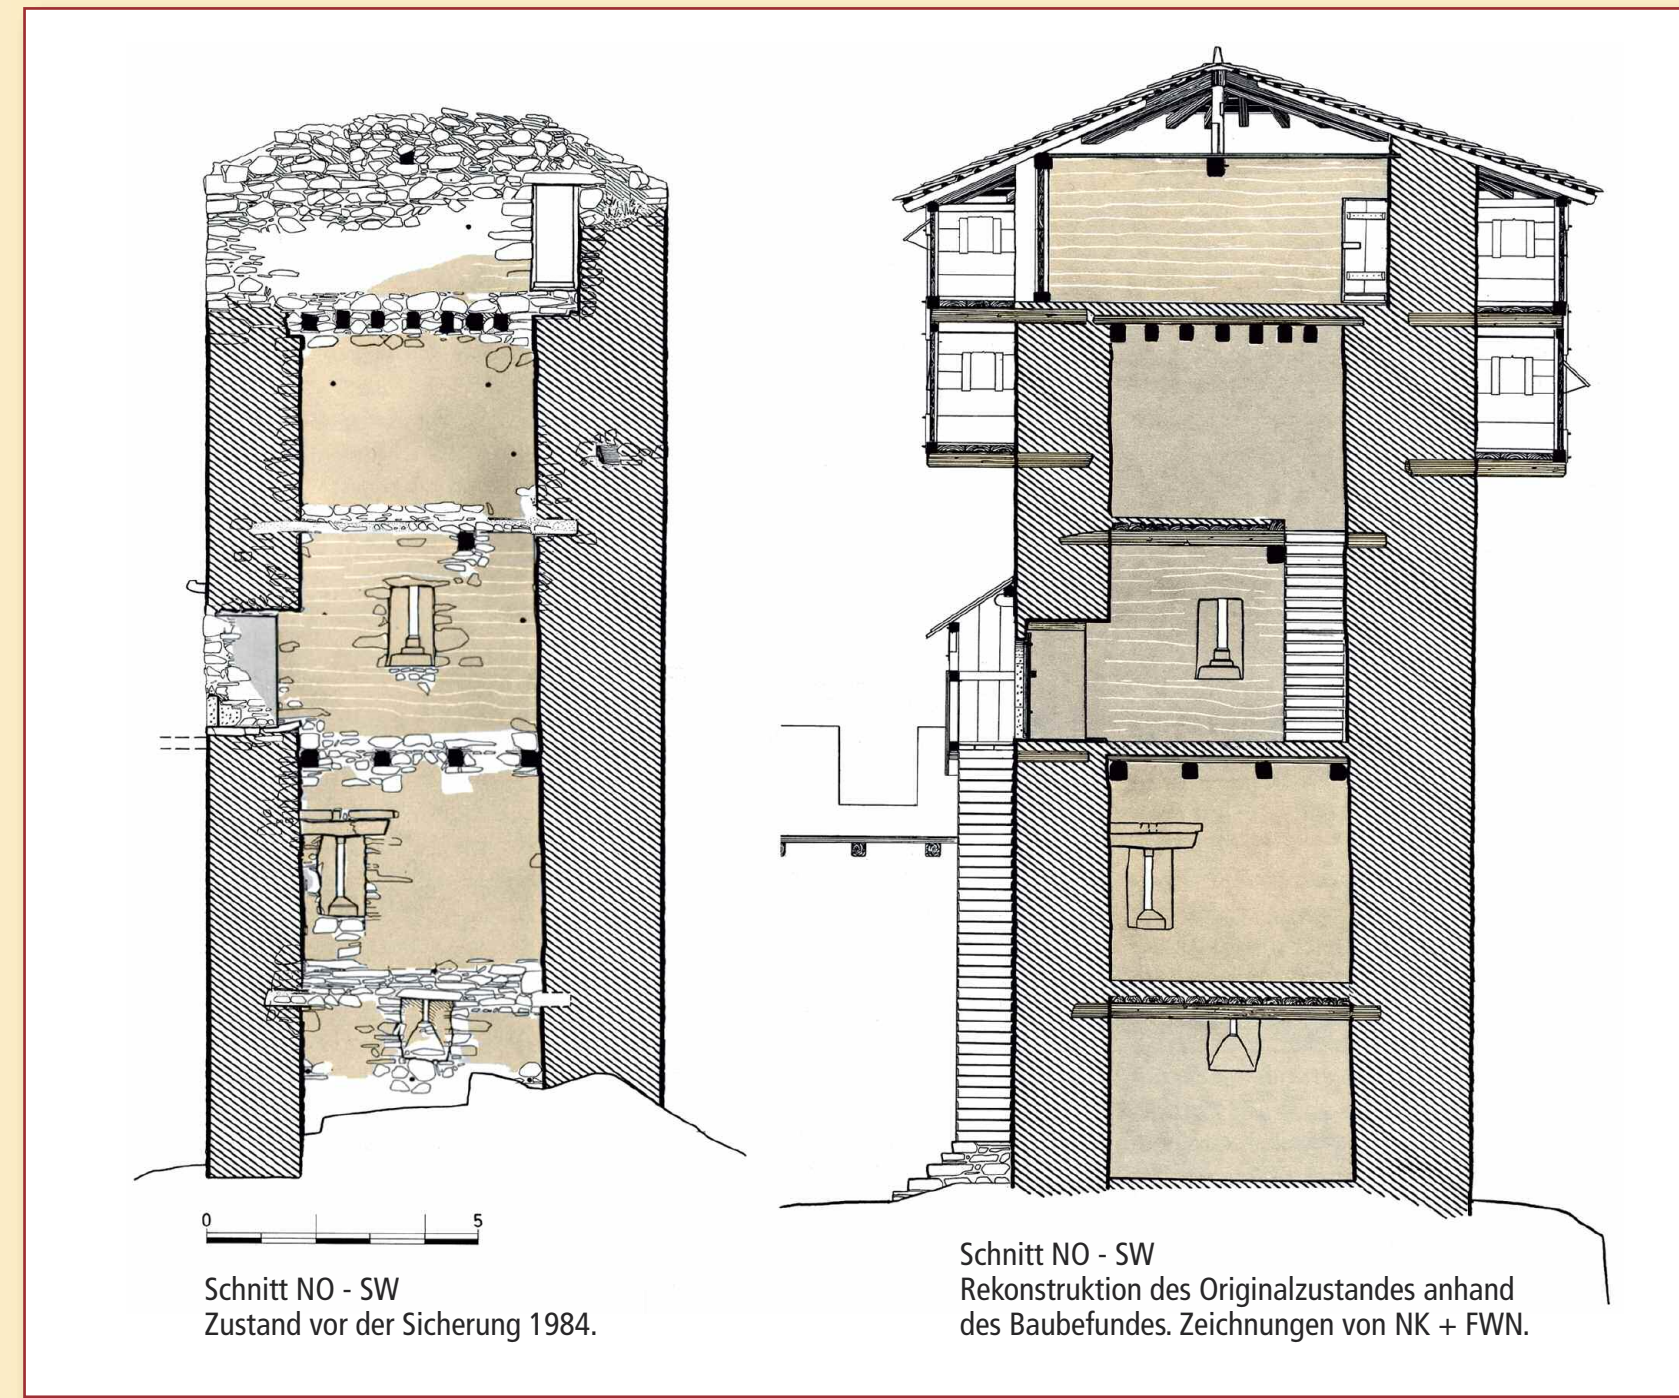 0 5
Schnitt NO - SW
Zustand vor der Sicherung 1984.
Schnitt NO - SW
Rekonstruktion des Originalzustandes anhand
des Baubefundes. Zeichnungen von NK + FWN.